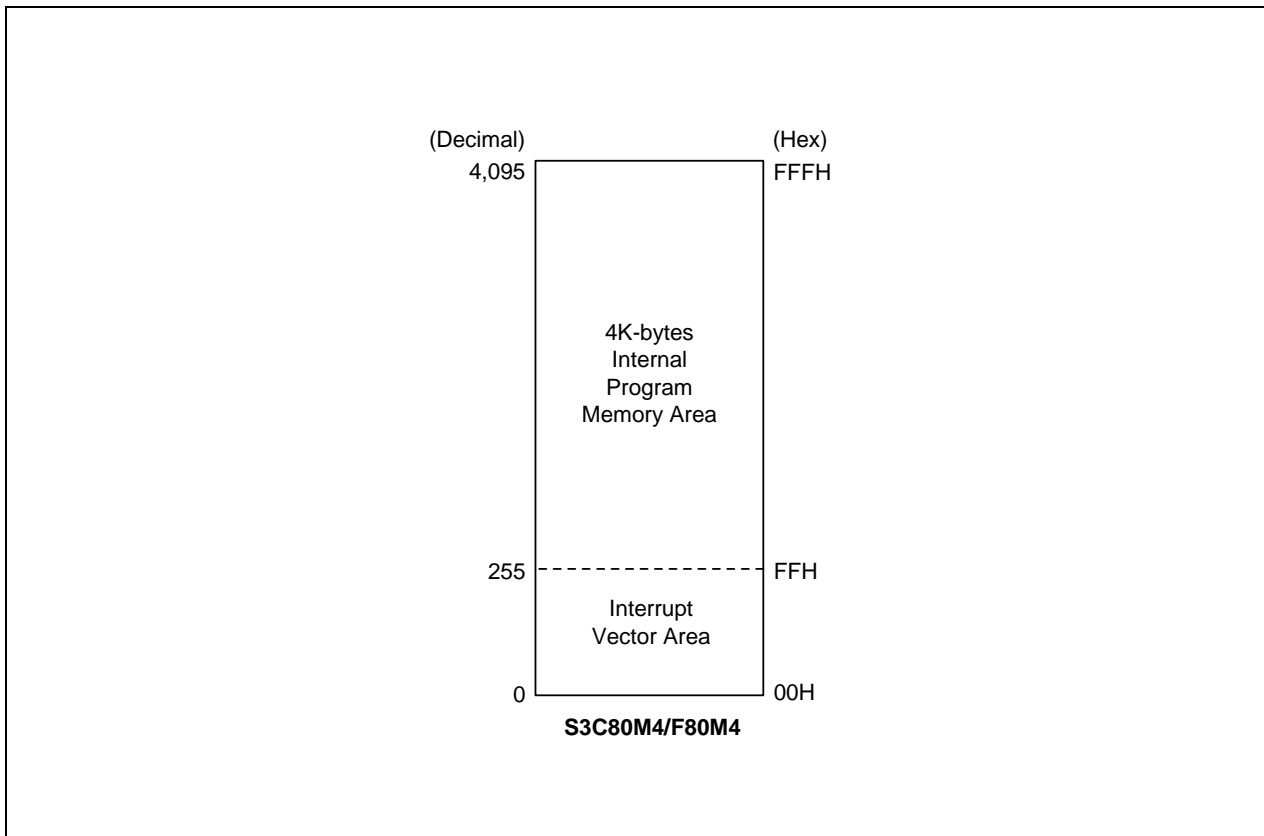 (Decimal) (Hex)
4,095 FFFH
4K-bytes
Internal
Program
Memory Area
255 FFH
Interrupt
Vector Area
0 00H
S3C80M4/F80M4